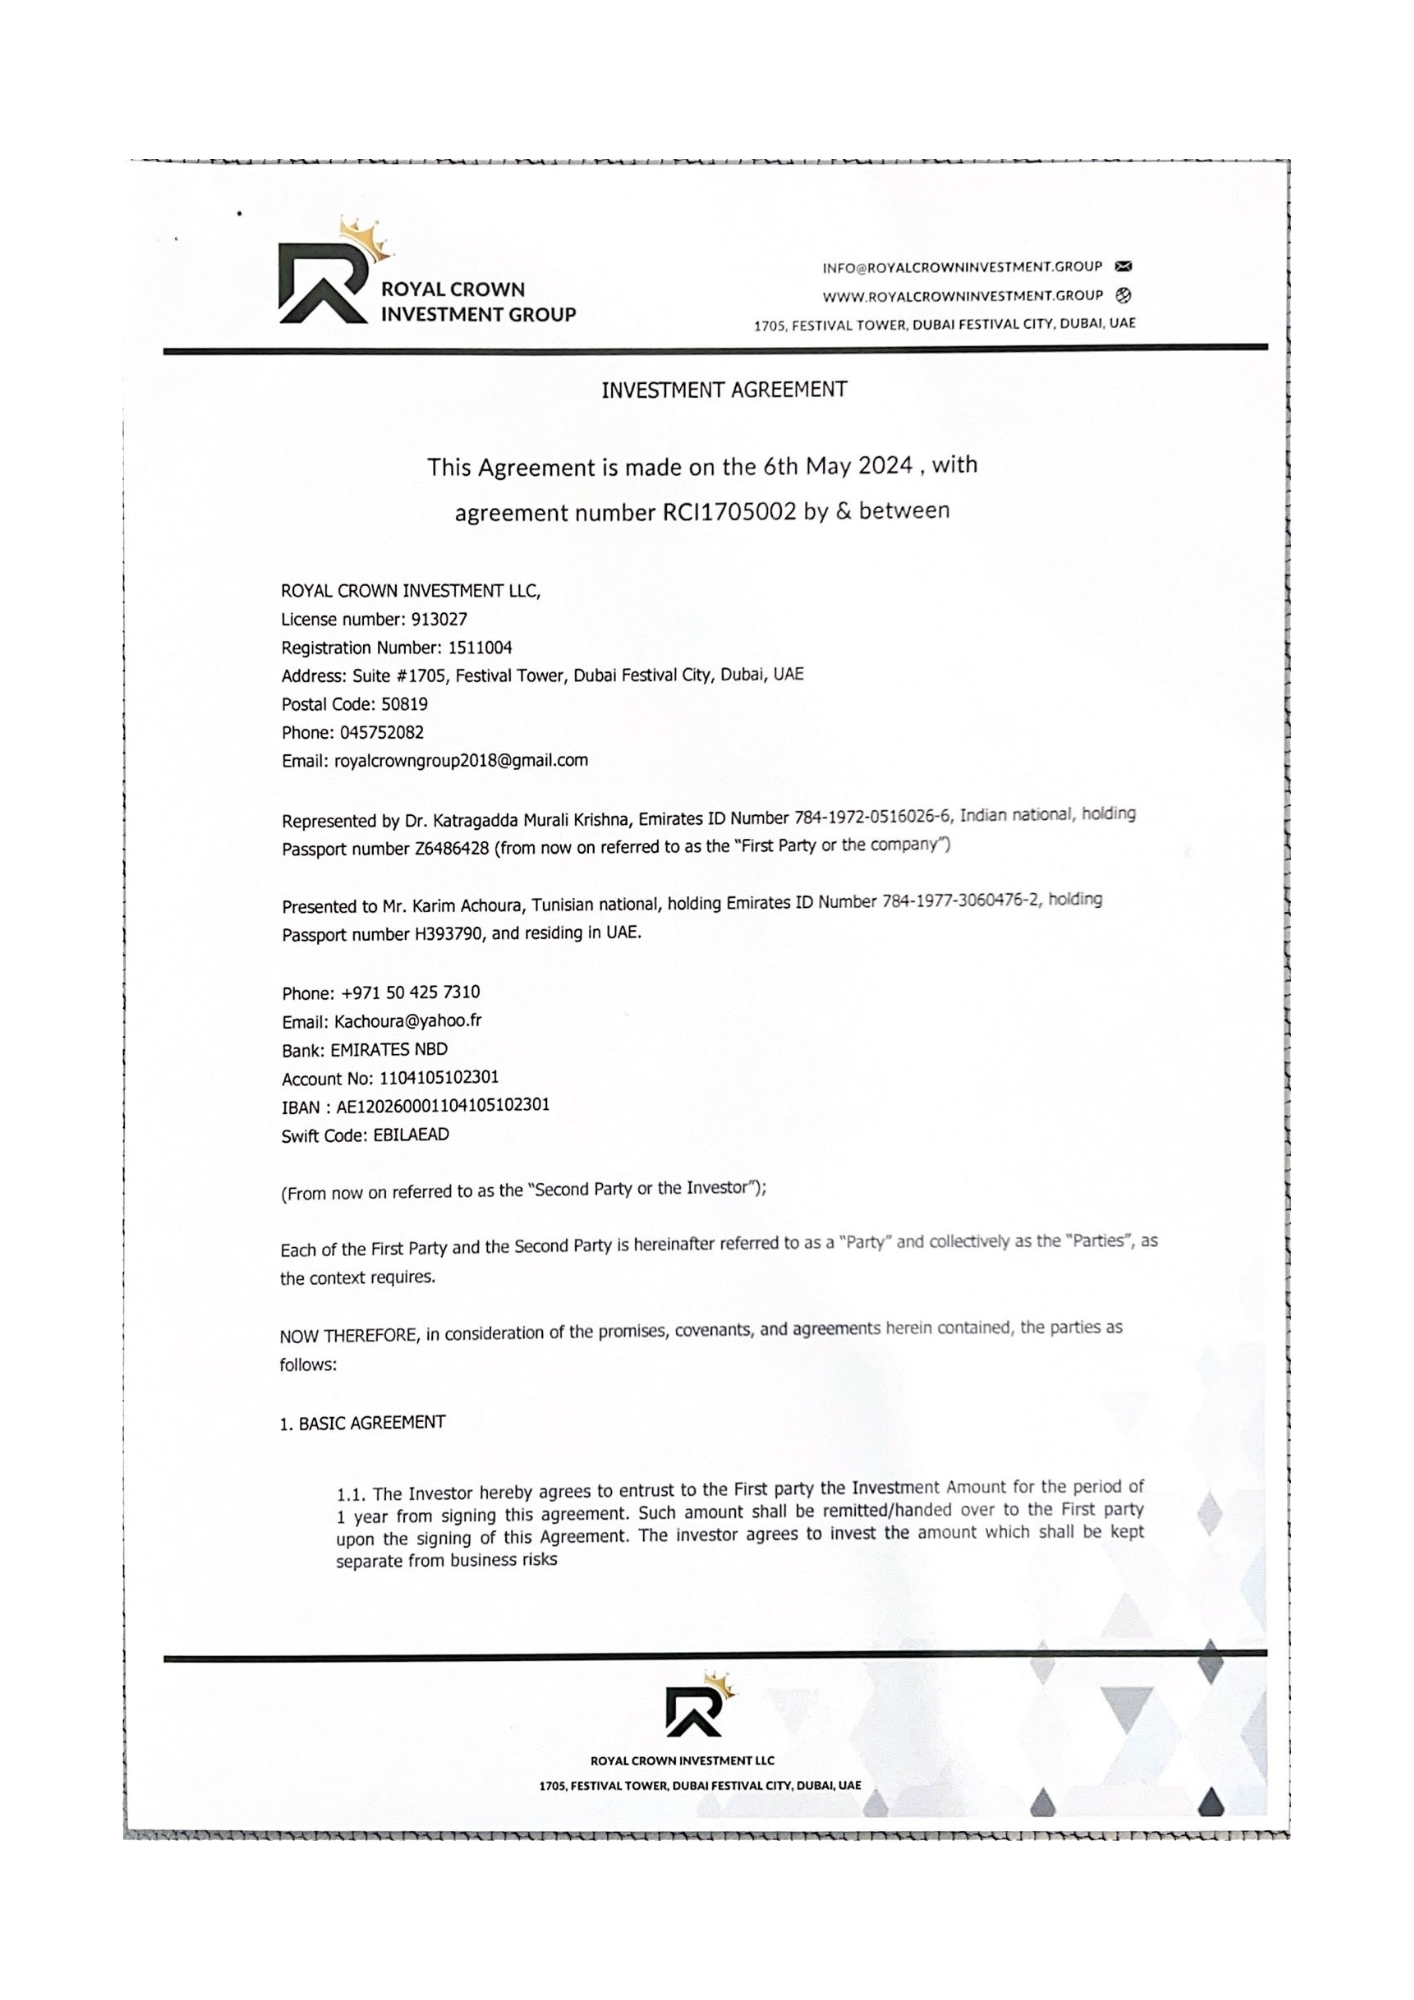 ROYAL CROWN
INVESTMENT GROUP
INFO@ROYALCROWNINVESTMENT.GROUP
WWW.ROYALCROWNINVESTMENT.GROUP
1705, FESTIVAL TOWER, DUBAI FESTIVAL CITY, DUBAI, UAE
INVESTMENT AGREEMENT
This Agreement is made on the 6th May 2024 , with
agreement number RCI1705002 by & between
ROYAL CROWN INVESTMENT LLC,
License number: 913027
Registration Number: 1511004
Address: Suite #1705, Festival Tower, Dubai Festival City, Dubai, UAE
Postal Code: 50819
Phone: 045752082
Email: royalcrowngroup2018@gmail.com
Represented by Dr. Katragadda Murali Krishna, Emirates ID Number 784-1972-0516026-6, Indian national, holding
Passport number Z6486428 (from now on referred to as the “First Party or the company”)
Presented to Mr. Karim Achoura, Tunisian national, holding Emirates ID Number 784-1977-3060476-2, holding
Passport number H393790, and residing in UAE.
Phone: +971 50 425 7310
Email: Kachoura@yahoo.fr
Bank: EMIRATES NBD
Account No: 1104105102301
IBAN : AE120260001104105102301
Swift Code: EBILAEAD
(From now on referred to as the “Second Party or the Investor”);
Each of the First Party and the Second Party is hereinafter referred to as a “Party” and collectively as the “Parties”, as
the context requires.
NOW THEREFORE, in consideration of the promises, covenants, and agreements herein contained, the parties as
follows:
1. BASIC AGREEMENT
1.1. The Investor hereby agrees to entrust to the First party the Investment Amount for the period of
1 year from signing this agreement. Such amount shall be remitted/handed over to the First party
upon the signing of this Agreement. The investor agrees to invest the amount which shall be kept
separate from business risks
ROYAL CROWN INVESTMENT LLC
1705, FESTIVAL TOWER, DUBAI FESTIVAL CITY, DUBAI, UAE